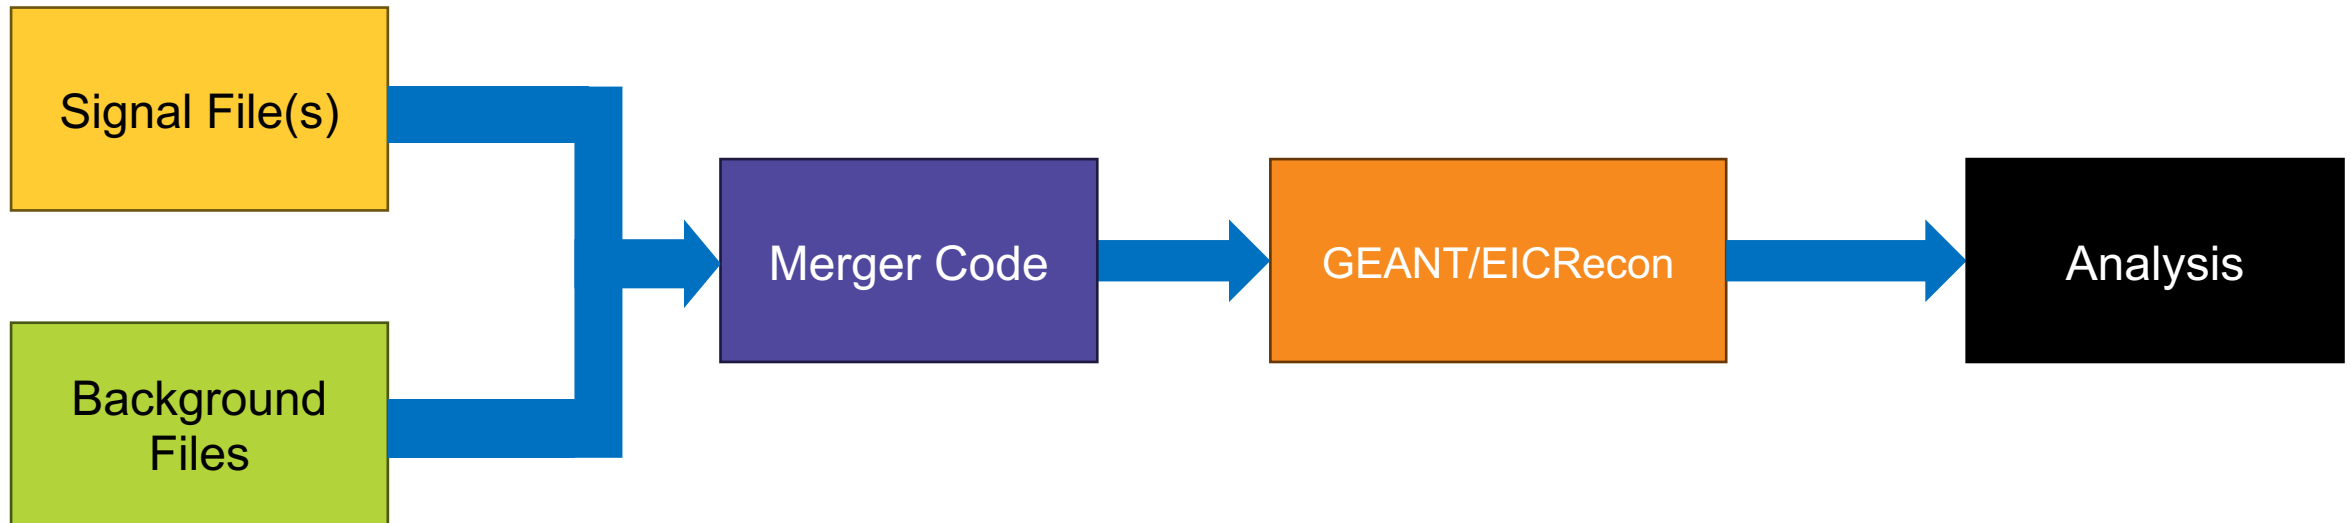 Signal File(s)
Background
Files
Merger Code
GEANT/EICRecon
Analysis